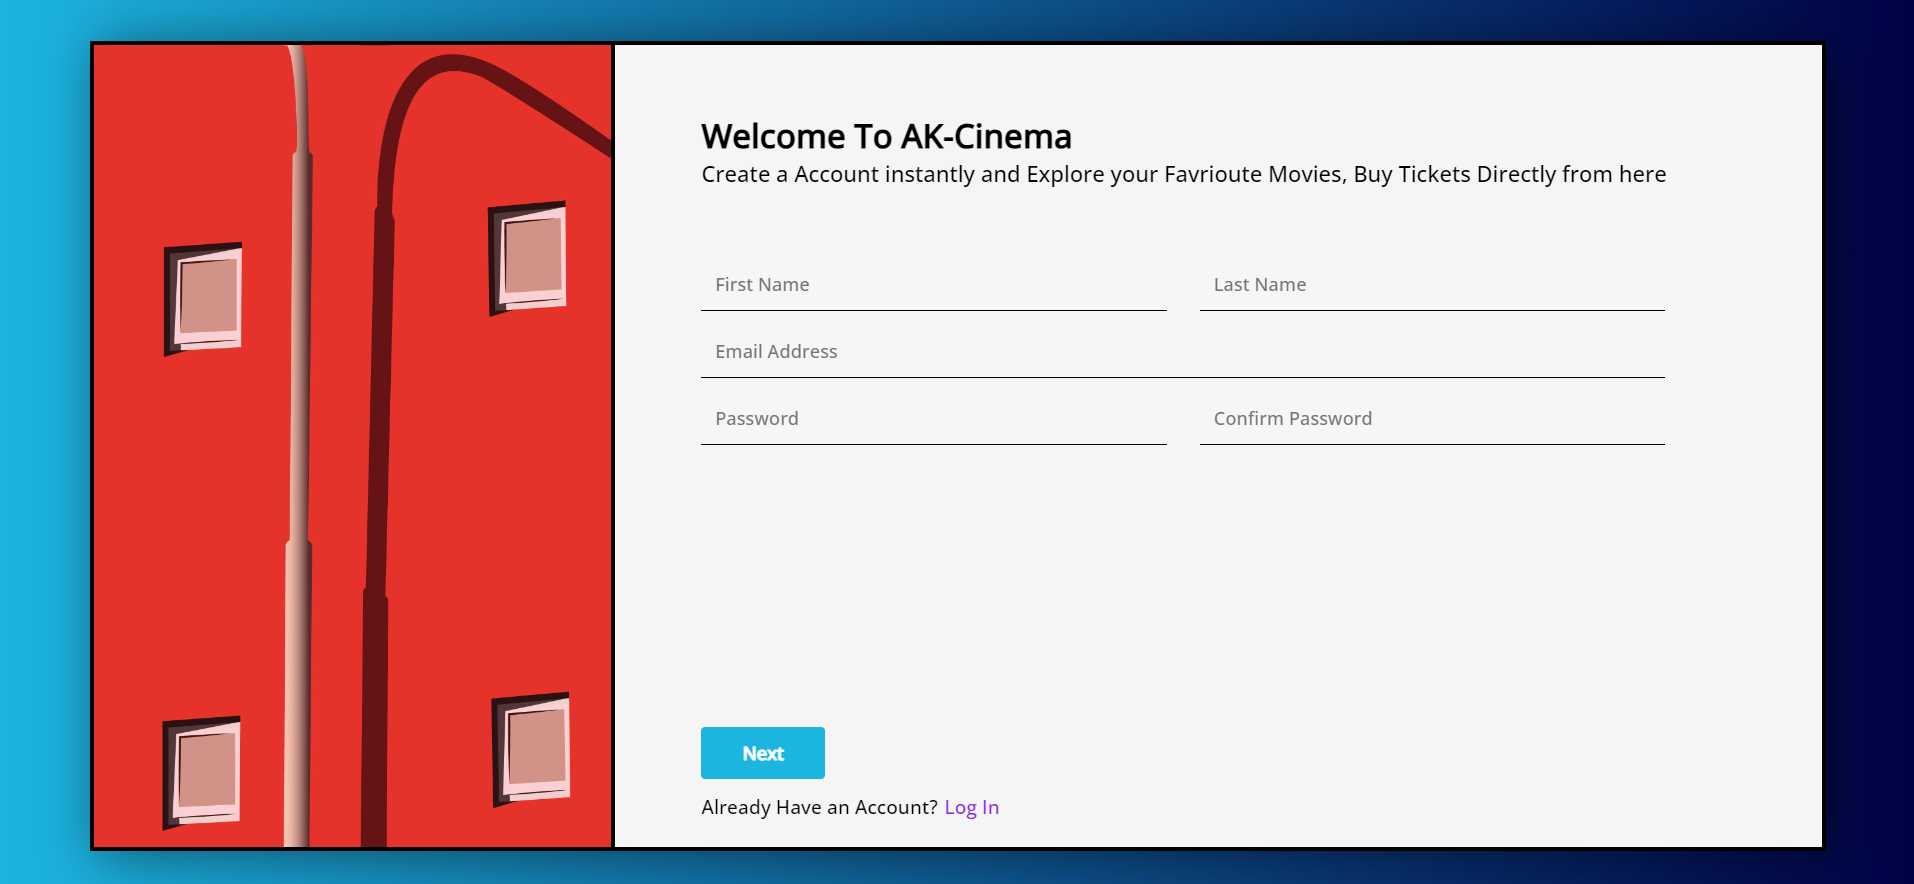 Welcome To AK-Cinema
Create a Account instantly and Explore your Favrioute Movies, Buy Tickets Directly from here
First Name
Last Name
Email Address
Password
Confirm Password
Next
Already Have an Account? Log In